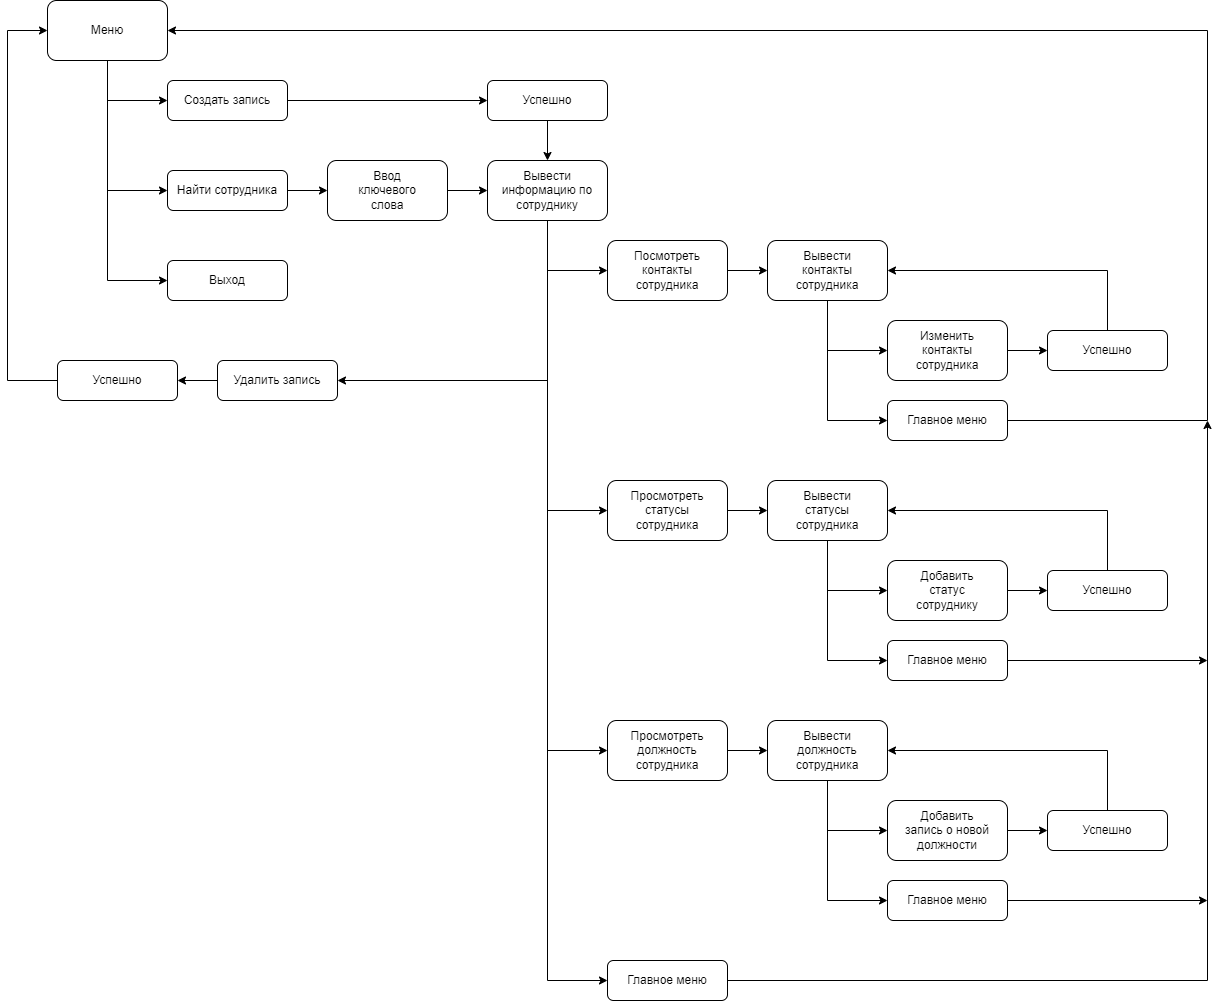 Меню
Создать запись
Успешно
Найти сотрудника
Ввод
ключевого
слова
Вывести
информацию по
сотруднику
Выход
Посмотреть
контакты
сотрудника
Вывести
контакты
сотрудника
Изменить
контакты
сотрудника
Успешно
Успешно
Удалить запись
Главное меню
Просмотреть
статусы
сотрудника
Вывести
статусы
сотрудника
Добавить
статус
сотруднику
Успешно
Главное меню
Просмотреть
должность
сотрудника
Вывести
должность
сотрудника
Добавить
запись о новой
должности
Успешно
Главное меню
Главное меню